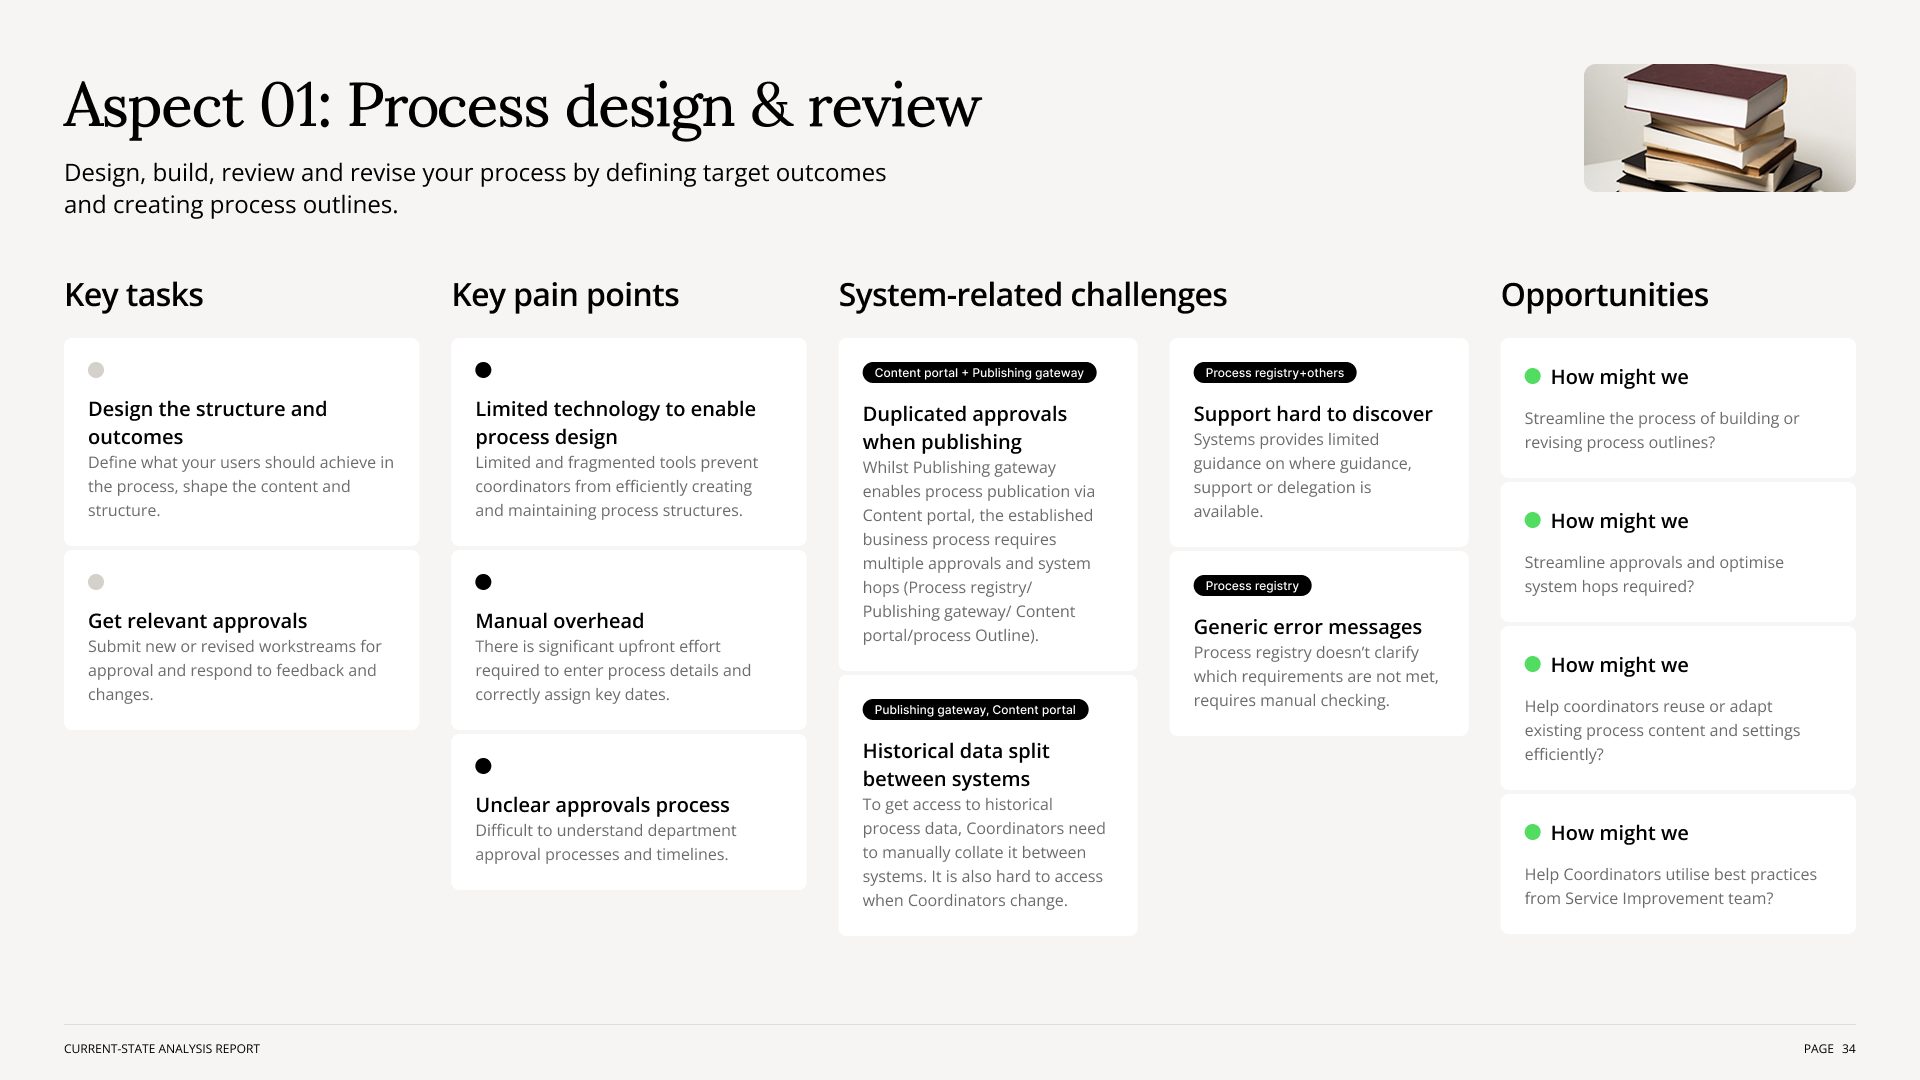 Aspect 01: Process design & review
Design, build, review and revise your process by defining target outcomes
and creating process outlines.
Key tasks
Design the structure and
outcomes
Define what your users should achieve in
the process, shape the content and
structure.
Get relevant approvals
Submit new or revised workstreams for
approval and respond to feedback and
changes.
Key pain points
Limited technology to enable
process design
Limited and fragmented tools prevent
coordinators from efficiently creating
and maintaining process structures.
Manual overhead
There is significant upfront effort
required to enter process details and
correctly assign key dates.
Unclear approvals process
Difficult to understand department
approval processes and timelines.
System-related challenges
Content portal + Publishing gateway
Duplicated approvals
when publishing
Whilst Publishing gateway
enables process publication via
Content portal, the established
business process requires
multiple approvals and system
hops (Process registry/
Publishing gateway/ Content
portal/process Outline).
Publishing gateway, Content portal
Historical data split
between systems
To get access to historical
process data, Coordinators need
to manually collate it between
systems. It is also hard to access
when Coordinators change.
Process registry+others
Support hard to discover
Systems provides limited
guidance on where guidance,
support or delegation is
available.
Process registry
Generic error messages
Process registry doesn’t clarify
which requirements are not met,
requires manual checking.
Opportunities
How might we
Streamline the process of building or
revising process outlines?
How might we
Streamline approvals and optimise
system hops required?
How might we
Help coordinators reuse or adapt
existing process content and settings
efficiently?
How might we
Help Coordinators utilise best practices
from Service Improvement team?
CURRENT-STATE ANALYSIS REPORT
PAGE 34